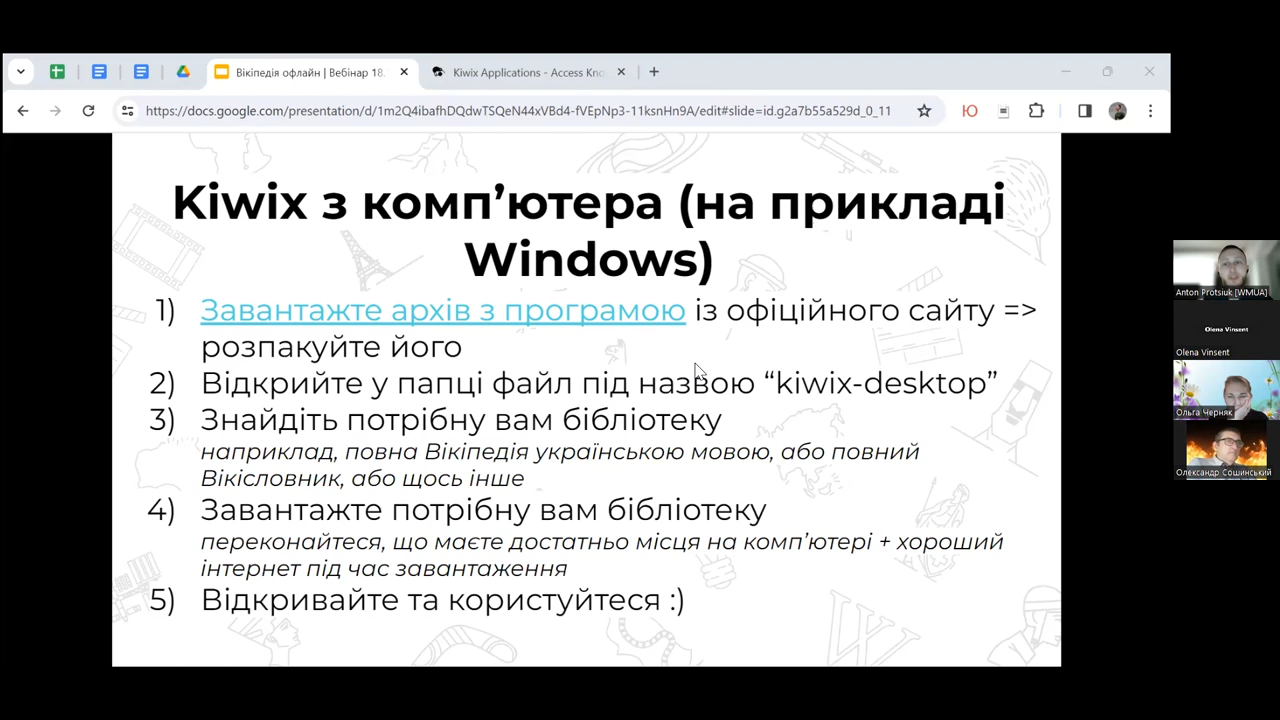 Вікіпедія офлайн | Вебінар 18.
Kiwix Applications - Access Kno
https://docs.google.com/presentation/d/1m2Q4ibafhDQdwTSQeN44xVBd4-fVEpNp3-11ksnHn9A/edit#slide=id.g2a7b55a529d_0_11
Ю
Kiwix з комп’ютера (на прикладі
Windows)
1) Завантажте архів з програмою із офіційного сайту =>
розпакуйте його
2) Відкрийте у папці файл під назвою “kiwix-desktop”
3) Знайдіть потрібну вам бібліотеку
наприклад, повна Вікіпедія українською мовою, або повний
Вікісловник, або щось інше
4) Завантажте потрібну вам бібліотеку
переконайтеся, що маєте достатньо місця на комп’ютері + хороший
інтернет під час завантаження
5) Відкривайте та користуйтеся :)
Anton Protsiuk [WMUA]
Olena Vinsent
Olena Vinsent
Ольга Черняк
Олександр Сошинський